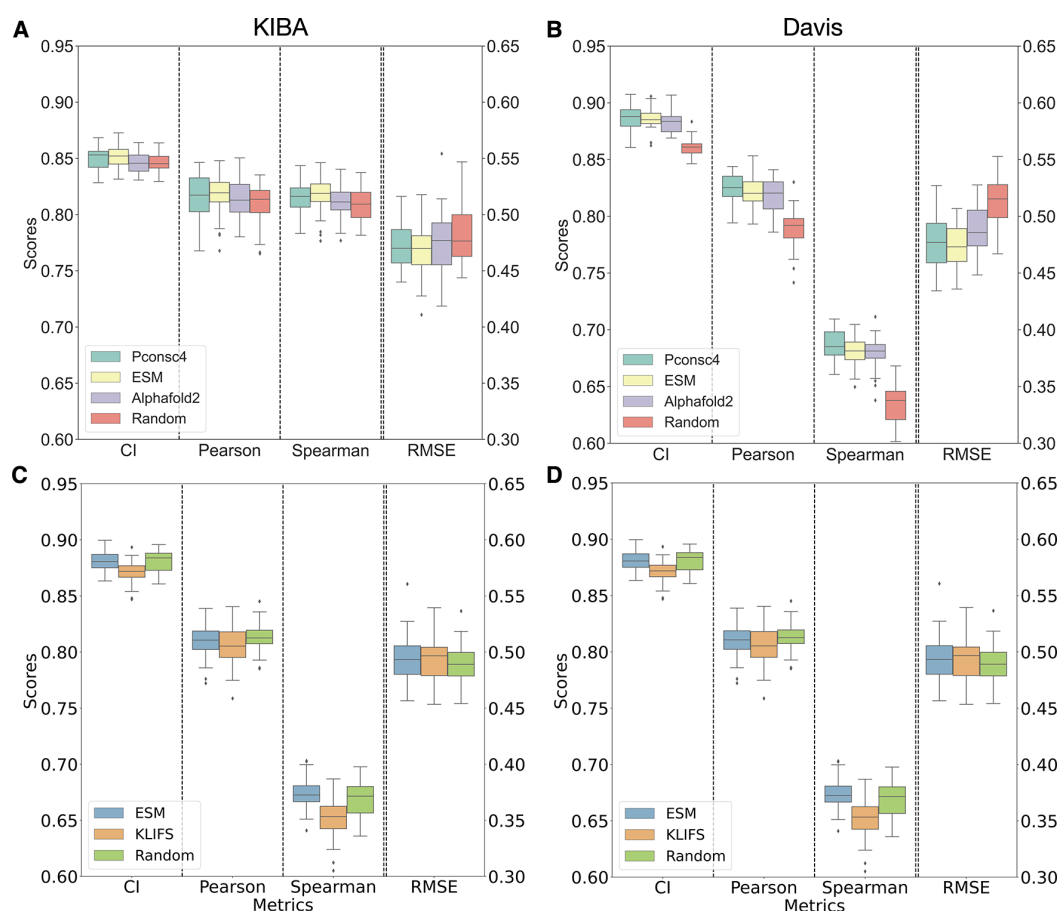 A
KIBA
0.95
0.90
0.85
0.80
0.75
0.70
0.65
0.60
Scores
0.65
0.60
0.55
0.50
0.45
0.40
0.35
0.30
Pconsc4
ESM
Alphafold2
Random
CI Pearson Spearman RMSE
B
Davis
0.95
0.90
0.85
0.80
0.75
0.70
0.65
0.60
Scores
0.65
0.60
0.55
0.50
0.45
0.40
0.35
0.30
Pconsc4
ESM
Alphafold2
Random
CI Pearson Spearman RMSE
C
0.95
0.90
0.85
0.80
0.75
0.70
0.65
0.60
Scores
0.65
0.60
0.55
0.50
0.45
0.40
0.35
0.30
ESM
KLIFS
Random
CI Pearson Spearman RMSE
Metrics
D
0.95
0.90
0.85
0.80
0.75
0.70
0.65
0.60
Scores
0.65
0.60
0.55
0.50
0.45
0.40
0.35
0.30
ESM
KLIFS
Random
CI Pearson Spearman RMSE
Metrics